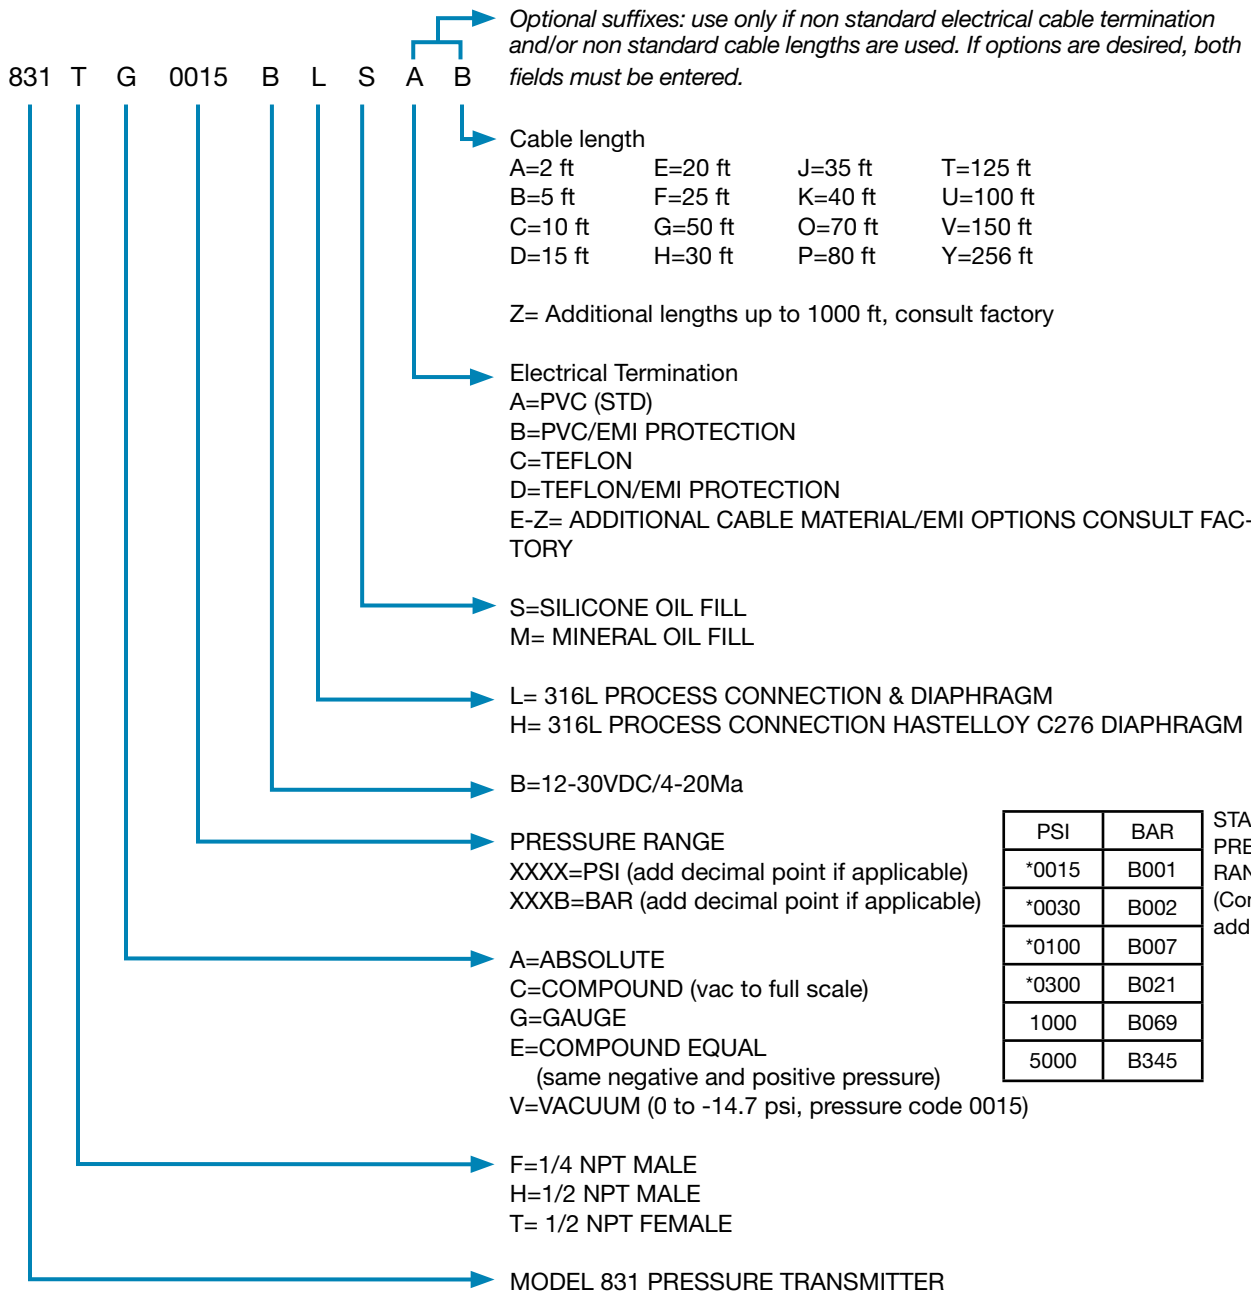 Optional suffixes: use only if non standard electrical cable termination
and/or non standard cable lengths are used. If options are desired, both
fields must be entered.
831 T G 0015 B L S A B
Cable length
A=2 ft E=20 ft J=35 ft T=125 ft
B=5 ft F=25 ft K=40 ft U=100 ft
C=10 ft G=50 ft O=70 ft V=150 ft
D=15 ft H=30 ft P=80 ft Y=256 ft
Z= Additional lengths up to 1000 ft, consult factory
Electrical Termination
A=PVC (STD)
B=PVC/EMI PROTECTION
C=TEFLON
D=TEFLON/EMI PROTECTION
E-Z= ADDITIONAL CABLE MATERIAL/EMI OPTIONS CONSULT FAC-
TORY
S=SILICONE OIL FILL
M= MINERAL OIL FILL
L= 316L PROCESS CONNECTION & DIAPHRAGM
H= 316L PROCESS CONNECTION HASTELLOY C276 DIAPHRAGM
B=12-30VDC/4-20Ma
PRESSURE RANGE
XXXX=PSI (add decimal point if applicable)
XXXB=BAR (add decimal point if applicable)
PSI BAR
*0015 B001
*0030 B002
*0100 B007
*0300 B021
1000 B069
5000 B345
STA
PRE
RAN
(Con
add
A=ABSOLUTE
C=COMPOUND (vac to full scale)
G=GAUGE
E=COMPOUND EQUAL
(same negative and positive pressure)
V=VACUUM (0 to -14.7 psi, pressure code 0015)
F=1/4 NPT MALE
H=1/2 NPT MALE
T= 1/2 NPT FEMALE
MODEL 831 PRESSURE TRANSMITTER